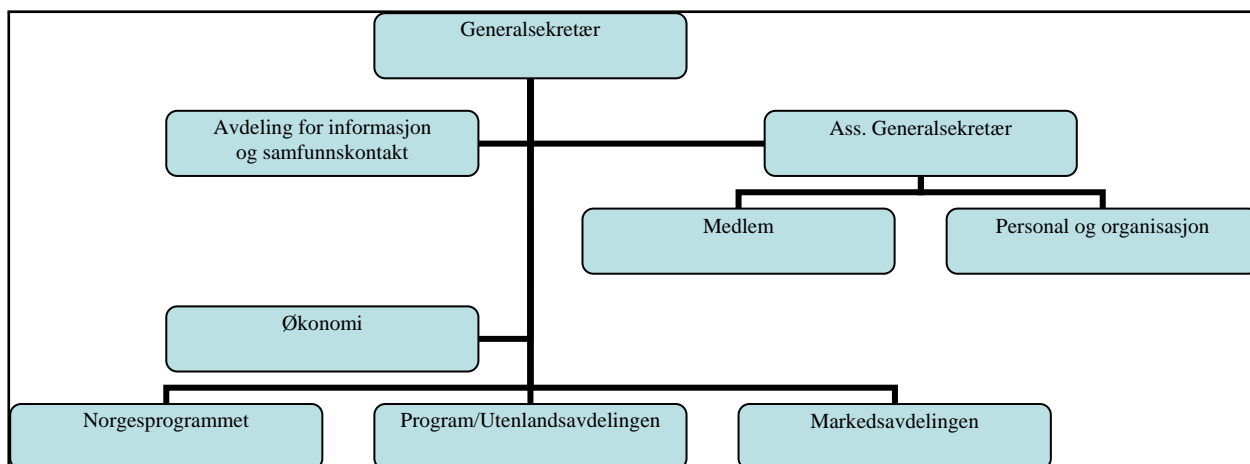 Generalsekretær
Avdeling for informasjon
og samfunnskontakt
Ass. Generalsekretær
Medlem
Personal og organisasjon
Økonomi
Norgesprogrammet
Program/Utenlandsavdelingen
Markedsavdelingen